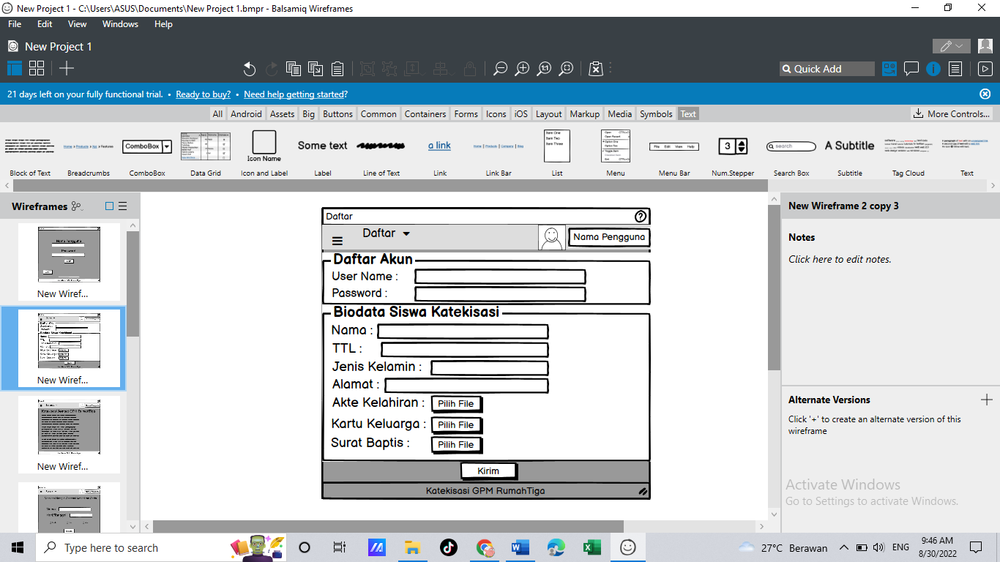 New Project 1 - C:\Users\ASUS\Documents\New Project 1.bmpr - Balsamiq Wireframes
File Edit View Windows Help
New Project 1
Quick Add
21 days left on your fully functional trial. • Ready to buy? • Need help getting started?
All Android Assets Big Buttons Common Containers Forms Icons iOS Layout Markup Media Symbols Text More Controls...
ComboBox Icon Name Some text a link Item One Item Two Item Three 3 search A Subtitle
Block of Text Breadcrumbs ComboBox Data Grid Icon and Label Label Line of Text Link Link Bar List Menu Menu Bar Num.Stepper Search Box Subtitle Tag Cloud Text
Wireframes
New Wiref...
New Wiref...
New Wiref...
Daftar
Daftar Nama Pengguna
Daftar Akun
User Name :
Password :
Biodata Siswa Katekisasi
Nama :
TTL :
Jenis Kelamin :
Alamat :
Akte Kelahiran : Pilih File
Kartu Keluarga : Pilih File
Surat Baptis : Pilih File
Kirim
Katekisasi GPM RumahTiga
New Wireframe 2 copy 3
Notes
Click here to edit notes.
Alternate Versions
Click '+' to create an alternate version of this
wireframe
Activate Windows
Go to Settings to activate Windows.
Type here to search
27°C Berawan ENG
9:46 AM
8/30/2022